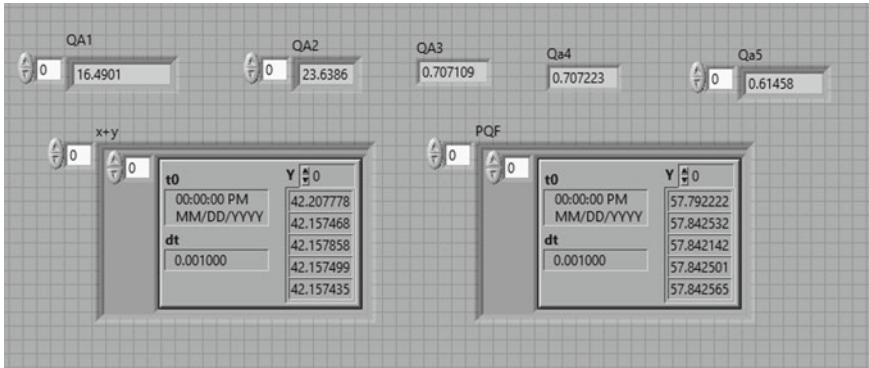 QA1
0
16.4901
QA2
0
23.6386
QA3
0.707109
Qa4
0.707223
Qa5
0
0.61458
x+y
0
0
t0
00:00:00 PM
MM/DD/YYYY
dt
0.001000
Y
0
42.207778
42.157468
42.157858
42.157499
42.157435
PQF
0
0
t0
00:00:00 PM
MM/DD/YYYY
dt
0.001000
Y
0
57.792222
57.842532
57.842142
57.842501
57.842565